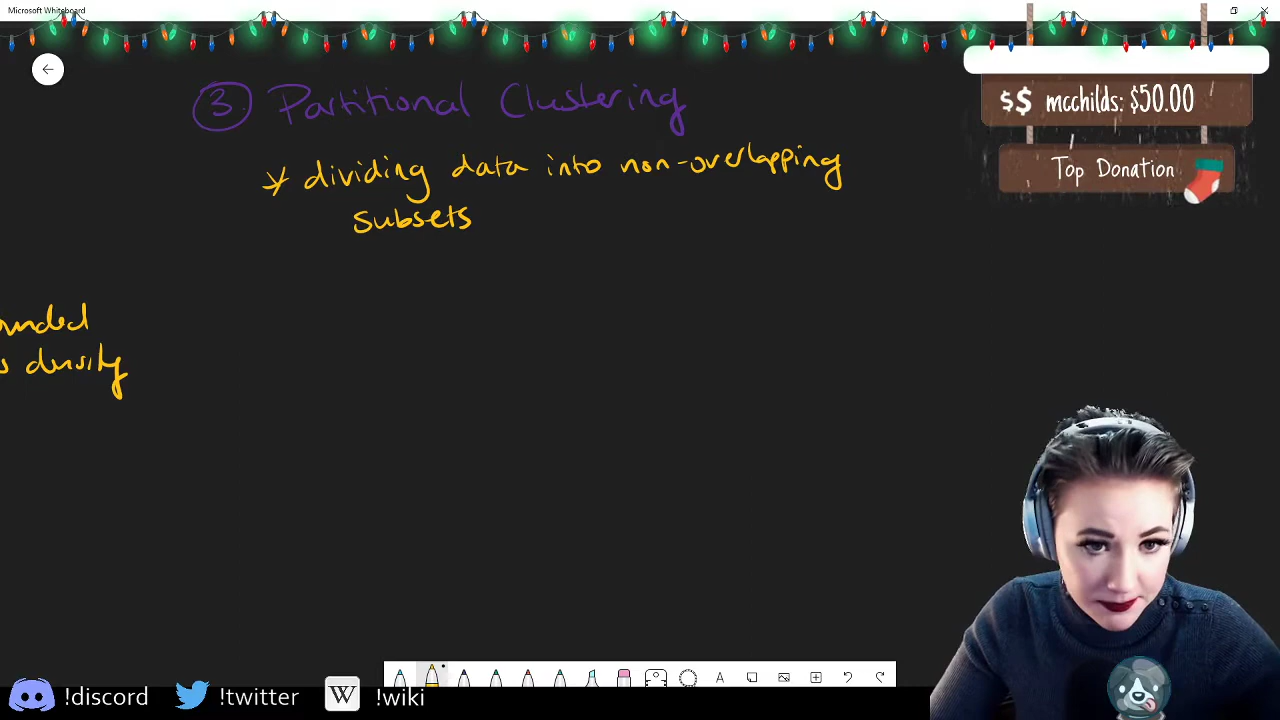 Microsoft Whiteboard
③ Partitional Clustering
* dividing data into non-overlapping
subsets
density
$$ mcchilds: $50.00
Top Donation
!discord
!twitter
W !wiki